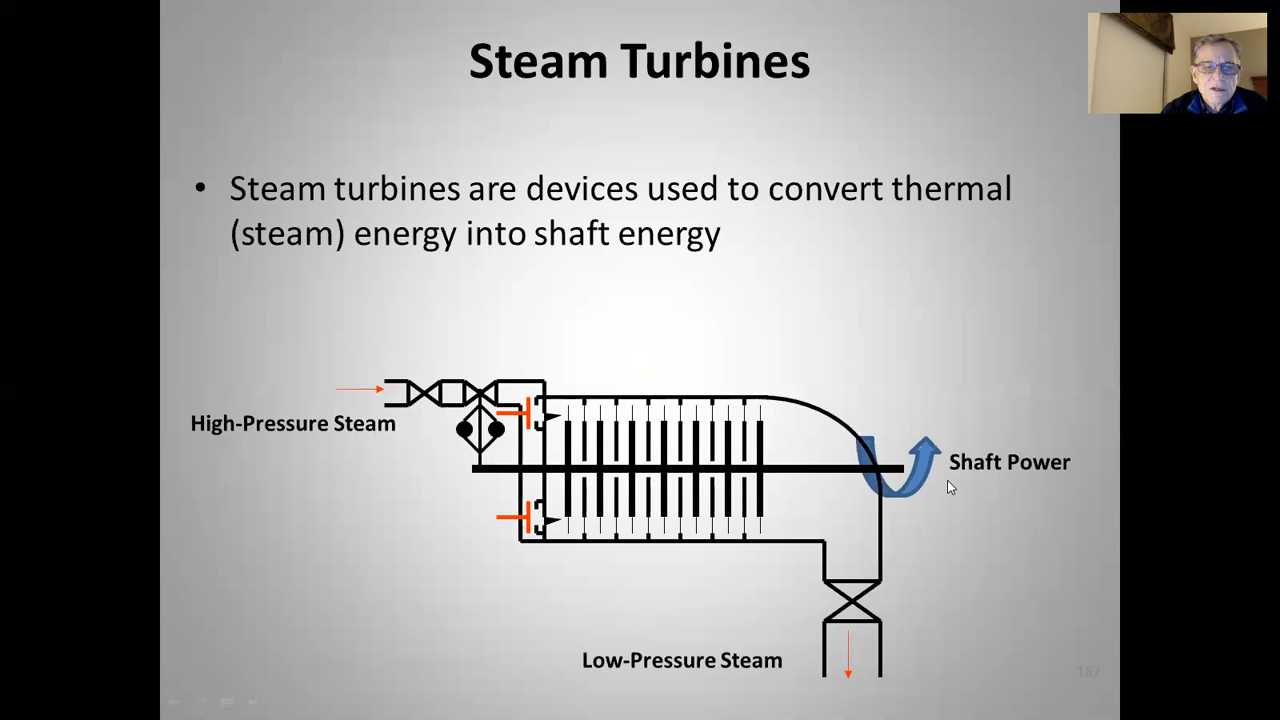 Steam Turbines
• Steam turbines are devices used to convert thermal
(steam) energy into shaft energy
High-Pressure Steam
Shaft Power
Low-Pressure Steam
187